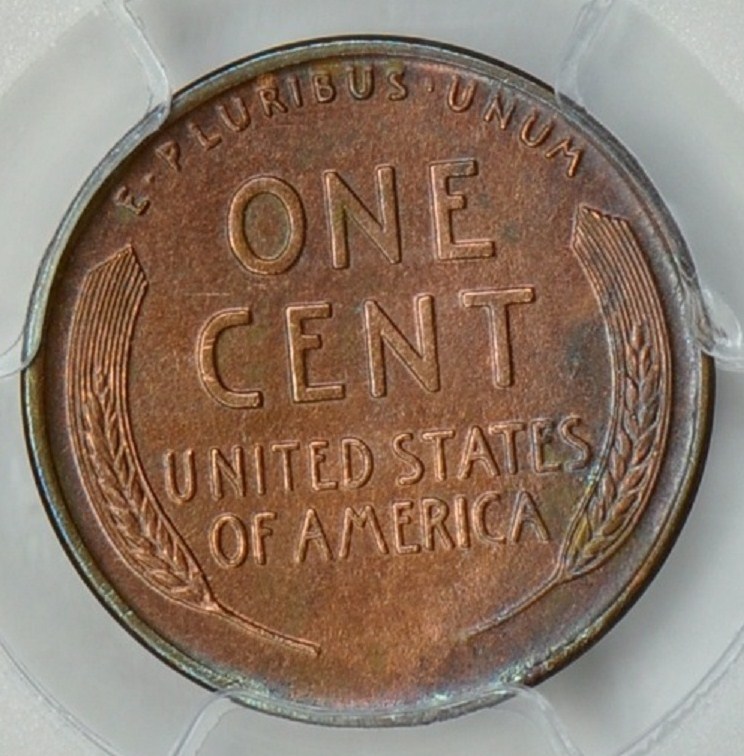 E·PLURIBUS·UNUM
ONE
CENT
UNITED STATES
OF AMERICA